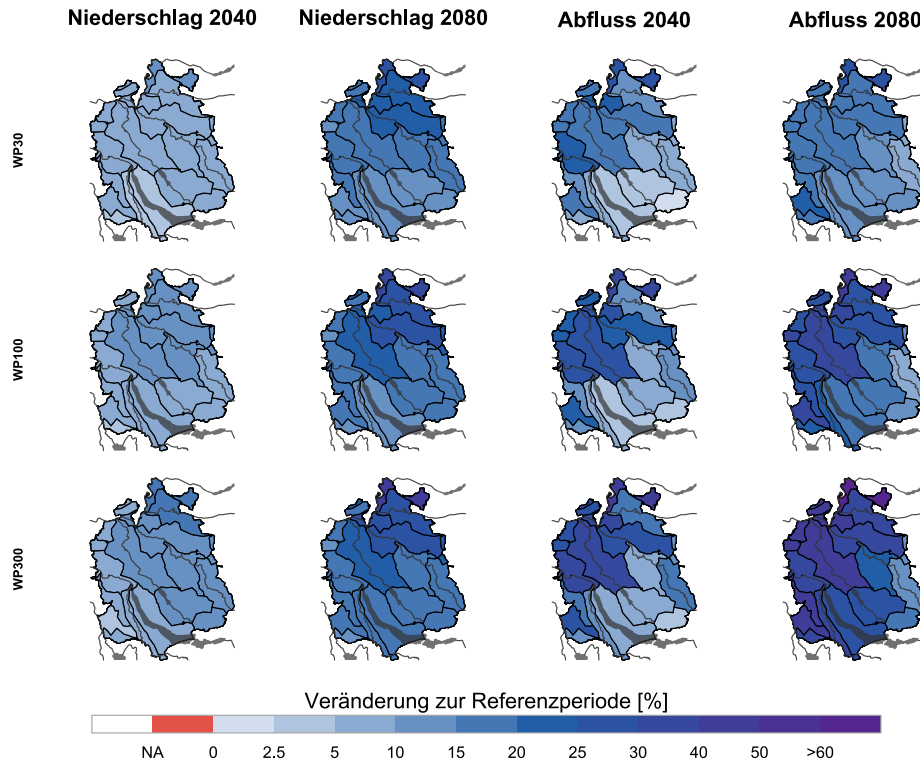 Niederschlag 2040 Niederschlag 2080 Abfluss 2040 Abfluss 2080
WP30
WP100
WP300
Veränderung zur Referenzperiode [%]
NA 0 2.5 5 10 15 20 25 30 40 50 >60